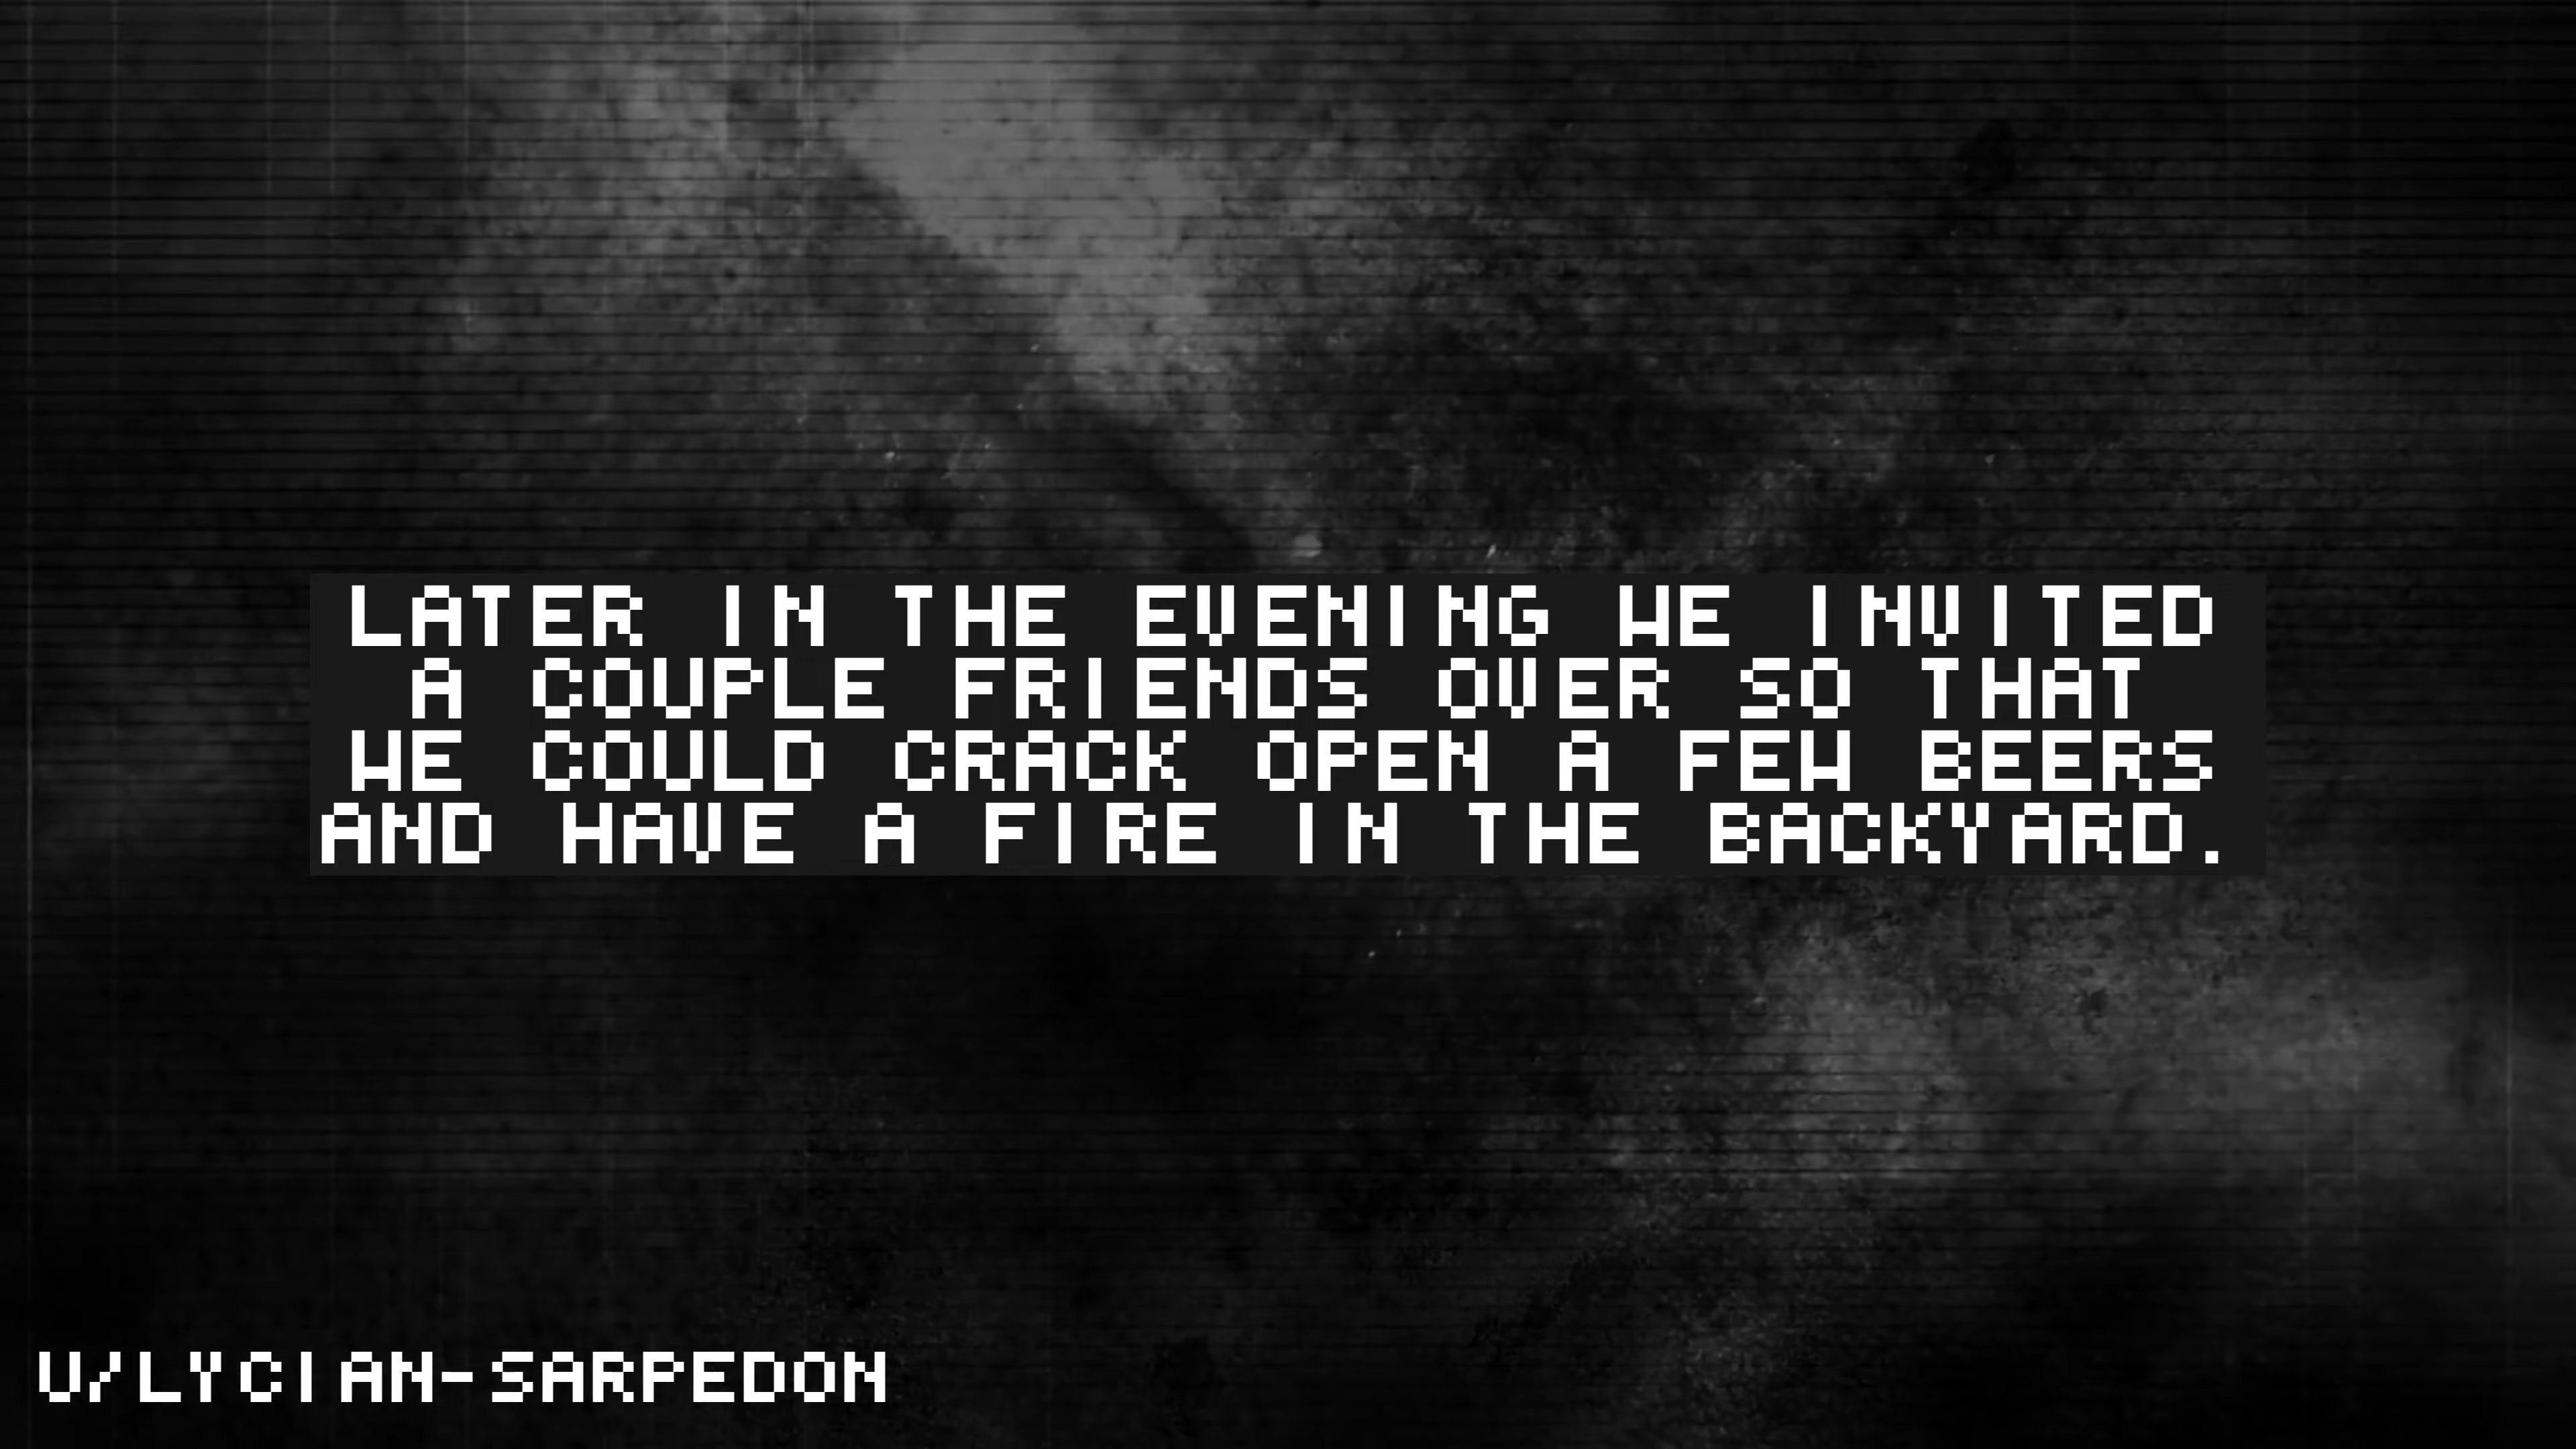 LATER IN THE EVENING WE INVITED
A COUPLE FRIENDS OVER SO THAT
WE COULD CRACK OPEN A FEW BEERS
AND HAVE A FIRE IN THE BACKYARD.
U/LYCIAN-SARPEDON